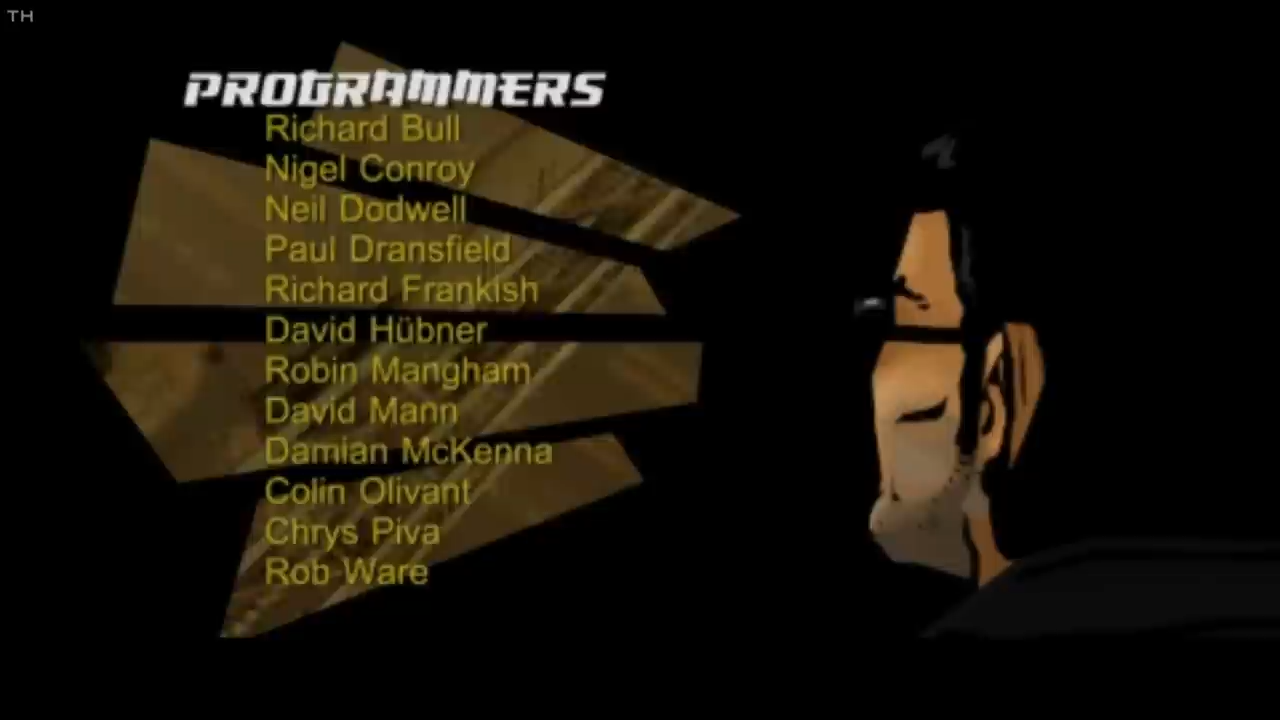 TH
PROGRAMMERS
Richard Bull
Nigel Conroy
Neil Dodwell
Paul Dransfield
Richard Frankish
David Hübner
Robin Mangham
David Mann
Damian McKenna
Colin Olivant
Chrys Piva
Rob Ware